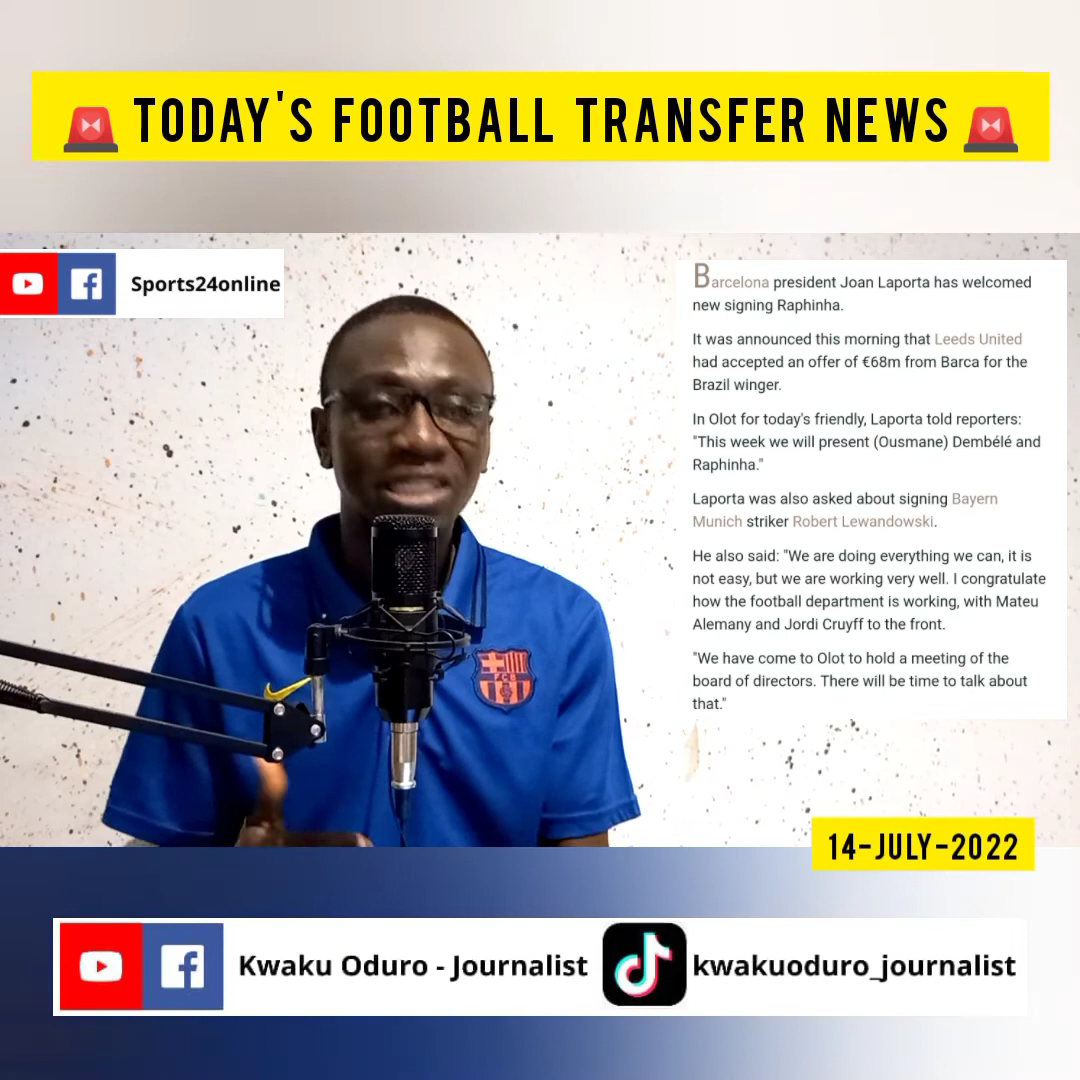 TODAY'S FOOTBALL TRANSFER NEWS
Sports24online
Barcelona president Joan Laporta has welcomed
new signing Raphinha.
It was announced this morning that Leeds United
had accepted an offer of €68m from Barca for the
Brazil winger.
In Olot for today's friendly, Laporta told reporters:
"This week we will present (Ousmane) Dembélé and
Raphinha."
Laporta was also asked about signing Bayern
Munich striker Robert Lewandowski.
He also said: "We are doing everything we can, it is
not easy, but we are working very well. I congratulate
how the football department is working, with Mateu
Alemany and Jordi Cruyff to the front.
"We have come to Olot to hold a meeting of the
board of directors. There will be time to talk about
that."
FCB
14-JULY-2022
Kwaku Oduro - Journalist
kwakuoduro_journalist